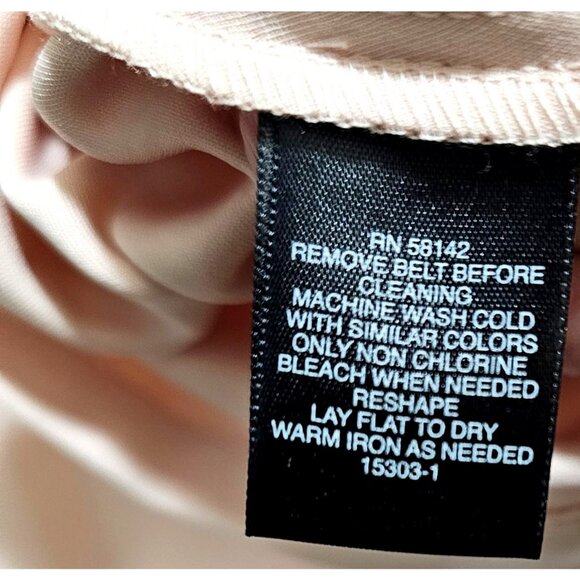 RN 58142
REMOVE BELT BEFORE
CLEANING
MACHINE WASH COLD
WITH SIMILAR COLORS
ONLY NON CHLORINE
BLEACH WHEN NEEDED
RESHAPE
LAY FLAT TO DRY
WARM IRON AS NEEDED
15303-1